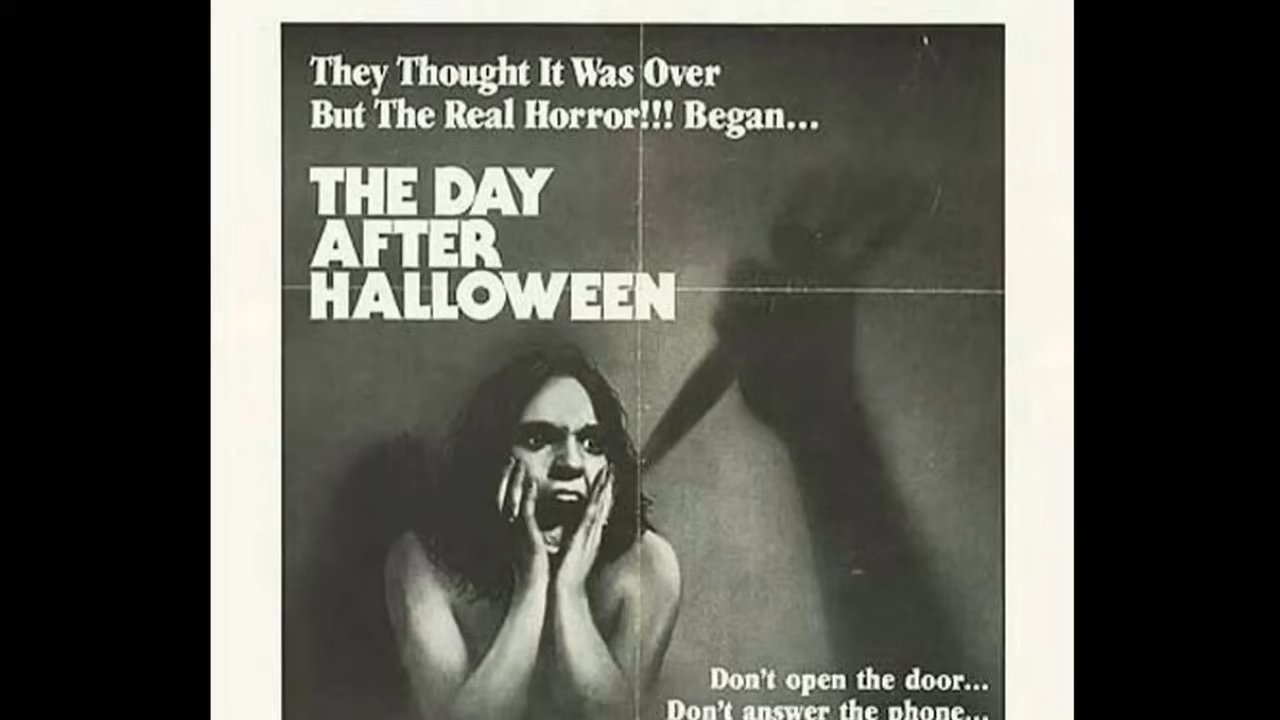 They Thought It Was Over
But The Real Horror!!! Began...
THE DAY
AFTER
HALLOWEEN
Don't open the door...
Don't answer the phone...